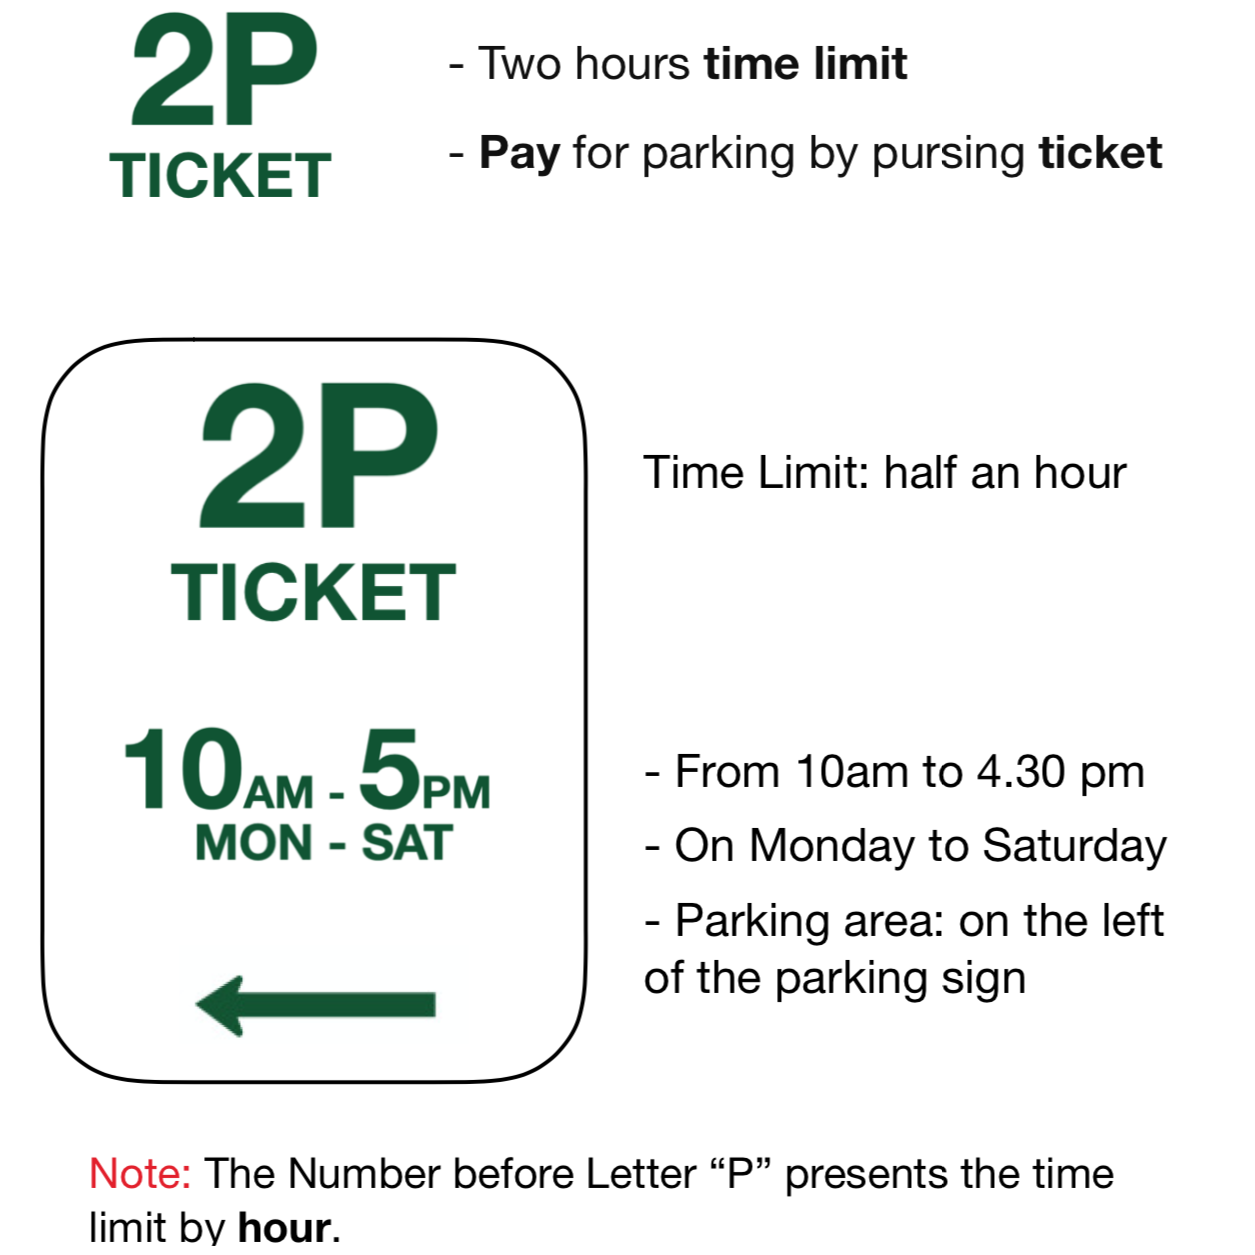 2P
TICKET
- Two hours time limit
- Pay for parking by pursing ticket
2P
TICKET
Time Limit: half an hour
10AM - 5PM
MON - SAT
- From 10am to 4.30 pm
- On Monday to Saturday
- Parking area: on the left
of the parking sign
Note: The Number before Letter “P” presents the time
limit by hour.